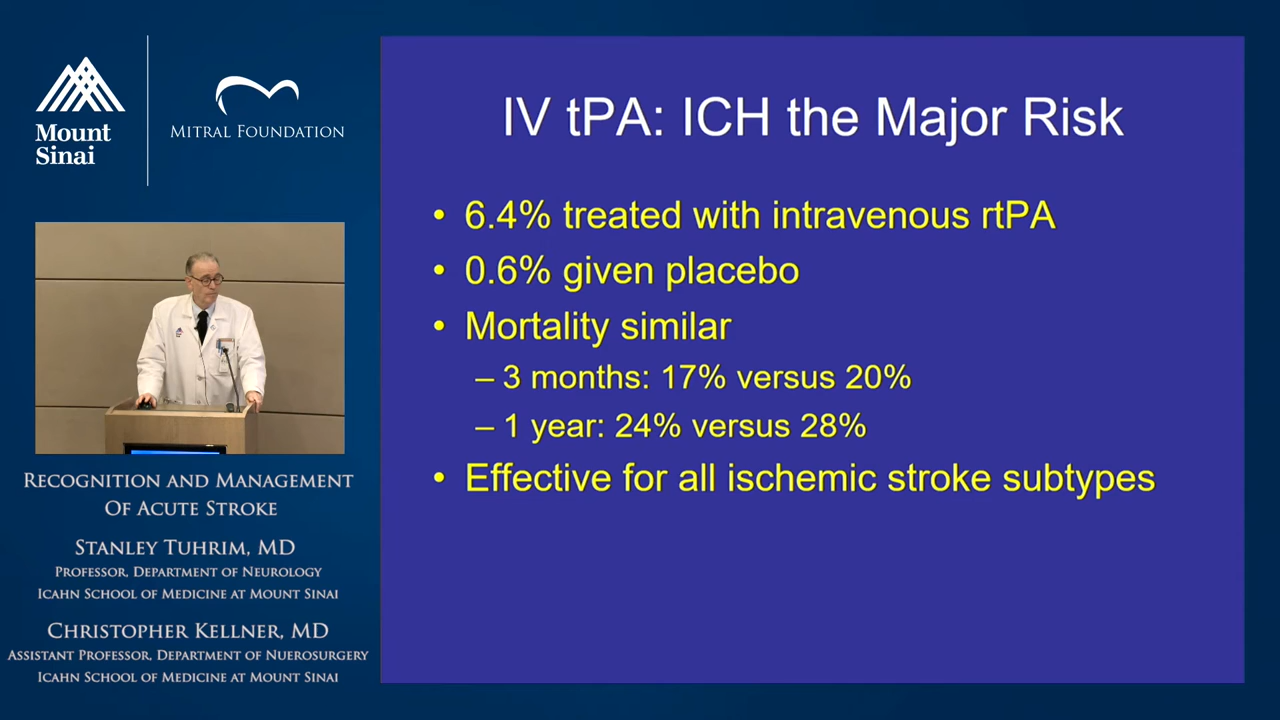 Mount
Sinai
MITRAL FOUNDATION
RECOGNITION AND MANAGEMENT
OF ACUTE STROKE
STANLEY TUHRIM, MD
PROFESSOR, DEPARTMENT OF NEUROLOGY
ICAHN SCHOOL OF MEDICINE AT MOUNT SINAI
CHRISTOPHER KELLNER, MD
ASSISTANT PROFESSOR, DEPARTMENT OF NUEROSURGERY
ICAHN SCHOOL OF MEDICINE AT MOUNT SINAI
IV tPA: ICH the Major Risk
• 6.4% treated with intravenous rtPA
• 0.6% given placebo
• Mortality similar
– 3 months: 17% versus 20%
– 1 year: 24% versus 28%
• Effective for all ischemic stroke subtypes